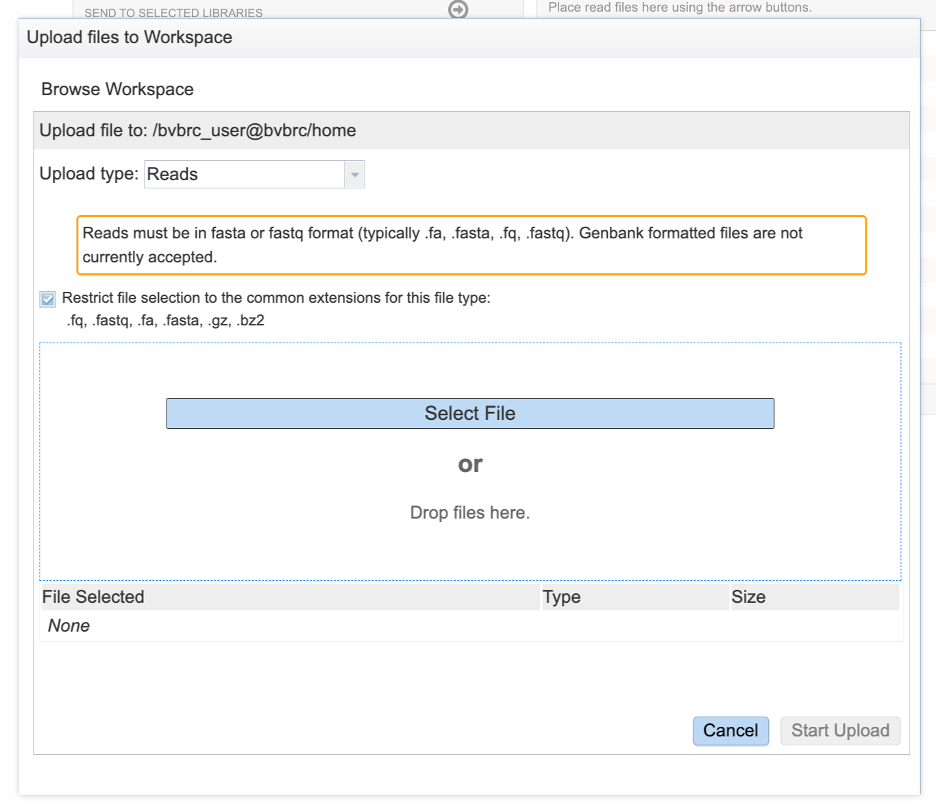 SEND TO SELECTED LIBRARIES
Place read files here using the arrow buttons.
Upload files to Workspace
Browse Workspace
Upload file to: /bvbrc_user@bvbrc/home
Upload type: Reads
Reads must be in fasta or fastq format (typically .fa, .fasta, .fq, .fastq). Genbank formatted files are not
currently accepted.
Restrict file selection to the common extensions for this file type:
.fq, .fastq, .fa, .fasta, .gz, .bz2
Select File
or
Drop files here.
File Selected Type Size
None
Cancel Start Upload